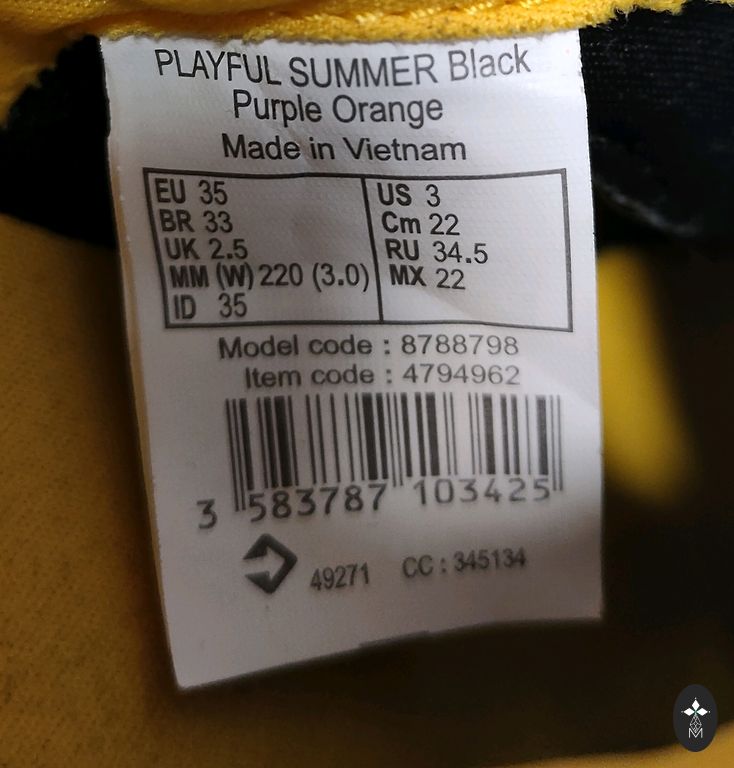 PLAYFUL SUMMER Black
Purple Orange
Made in Vietnam
EU 35
BR 33
UK 2.5
MM (W) 220 (3.0)
ID 35
US 3
Cm 22
RU 34.5
MX 22
Model code : 8788798
Item code : 4794962
3 583787 103425
49271 CC : 345134
M